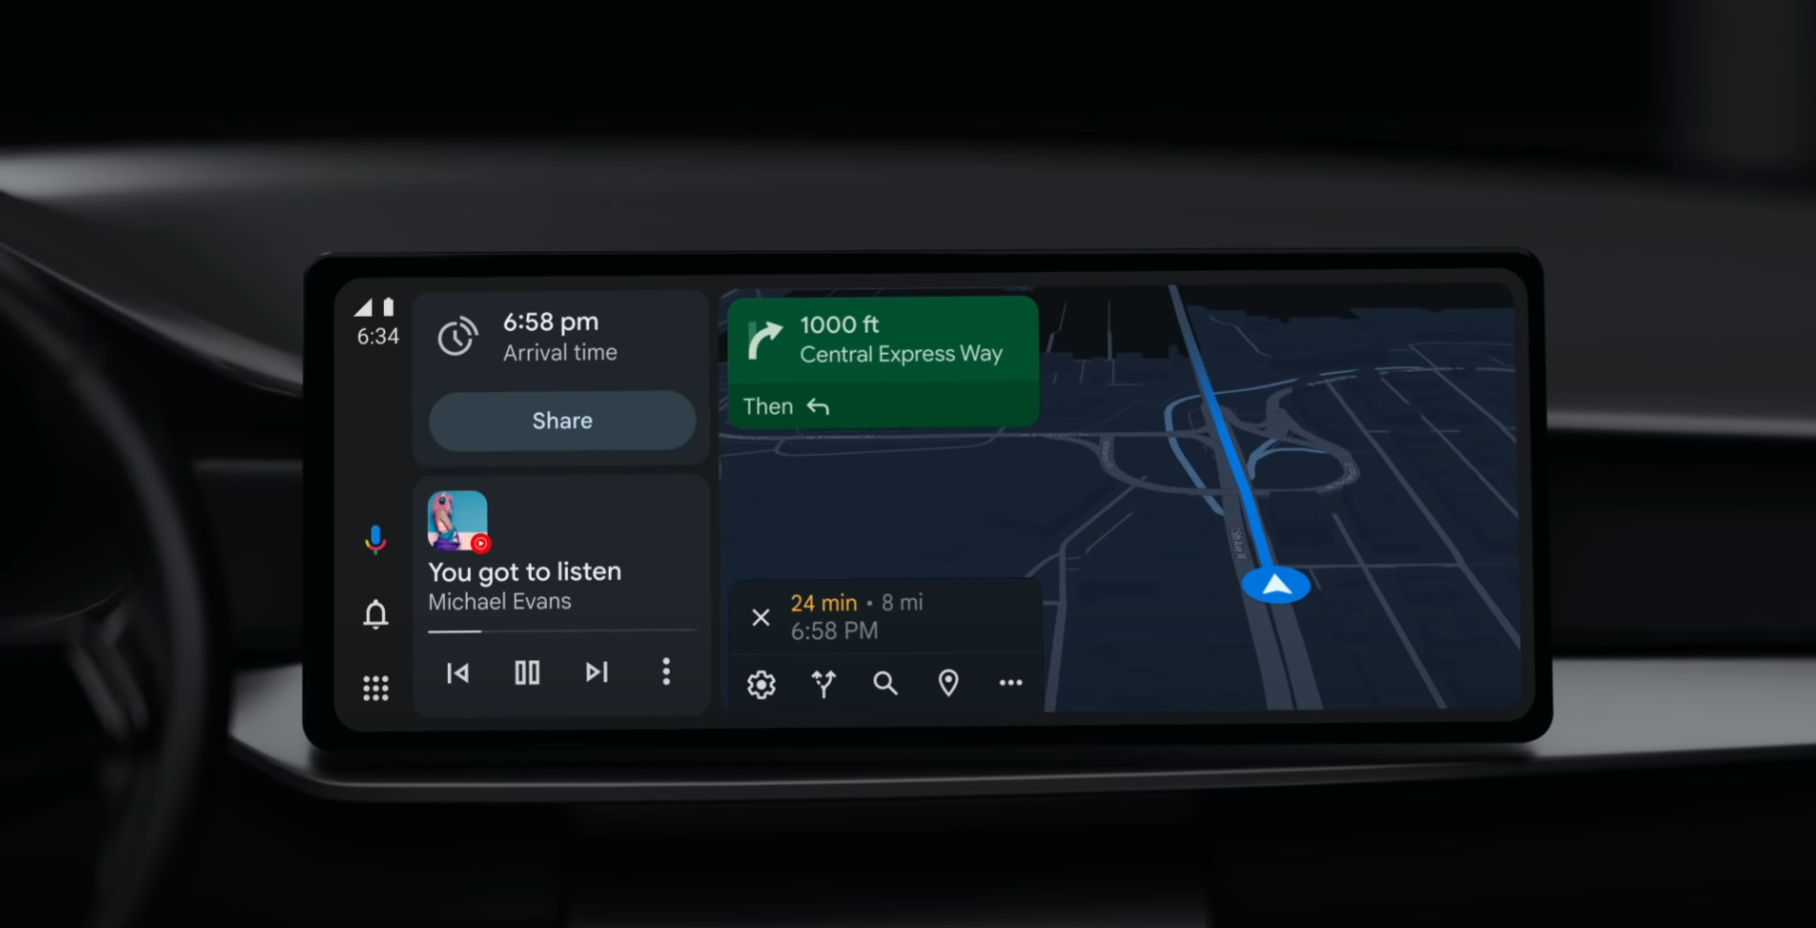 6:34
6:58 pm
Arrival time
Share
You got to listen
Michael Evans
1000 ft
Central Express Way
Then
24 min • 8 mi
6:58 PM